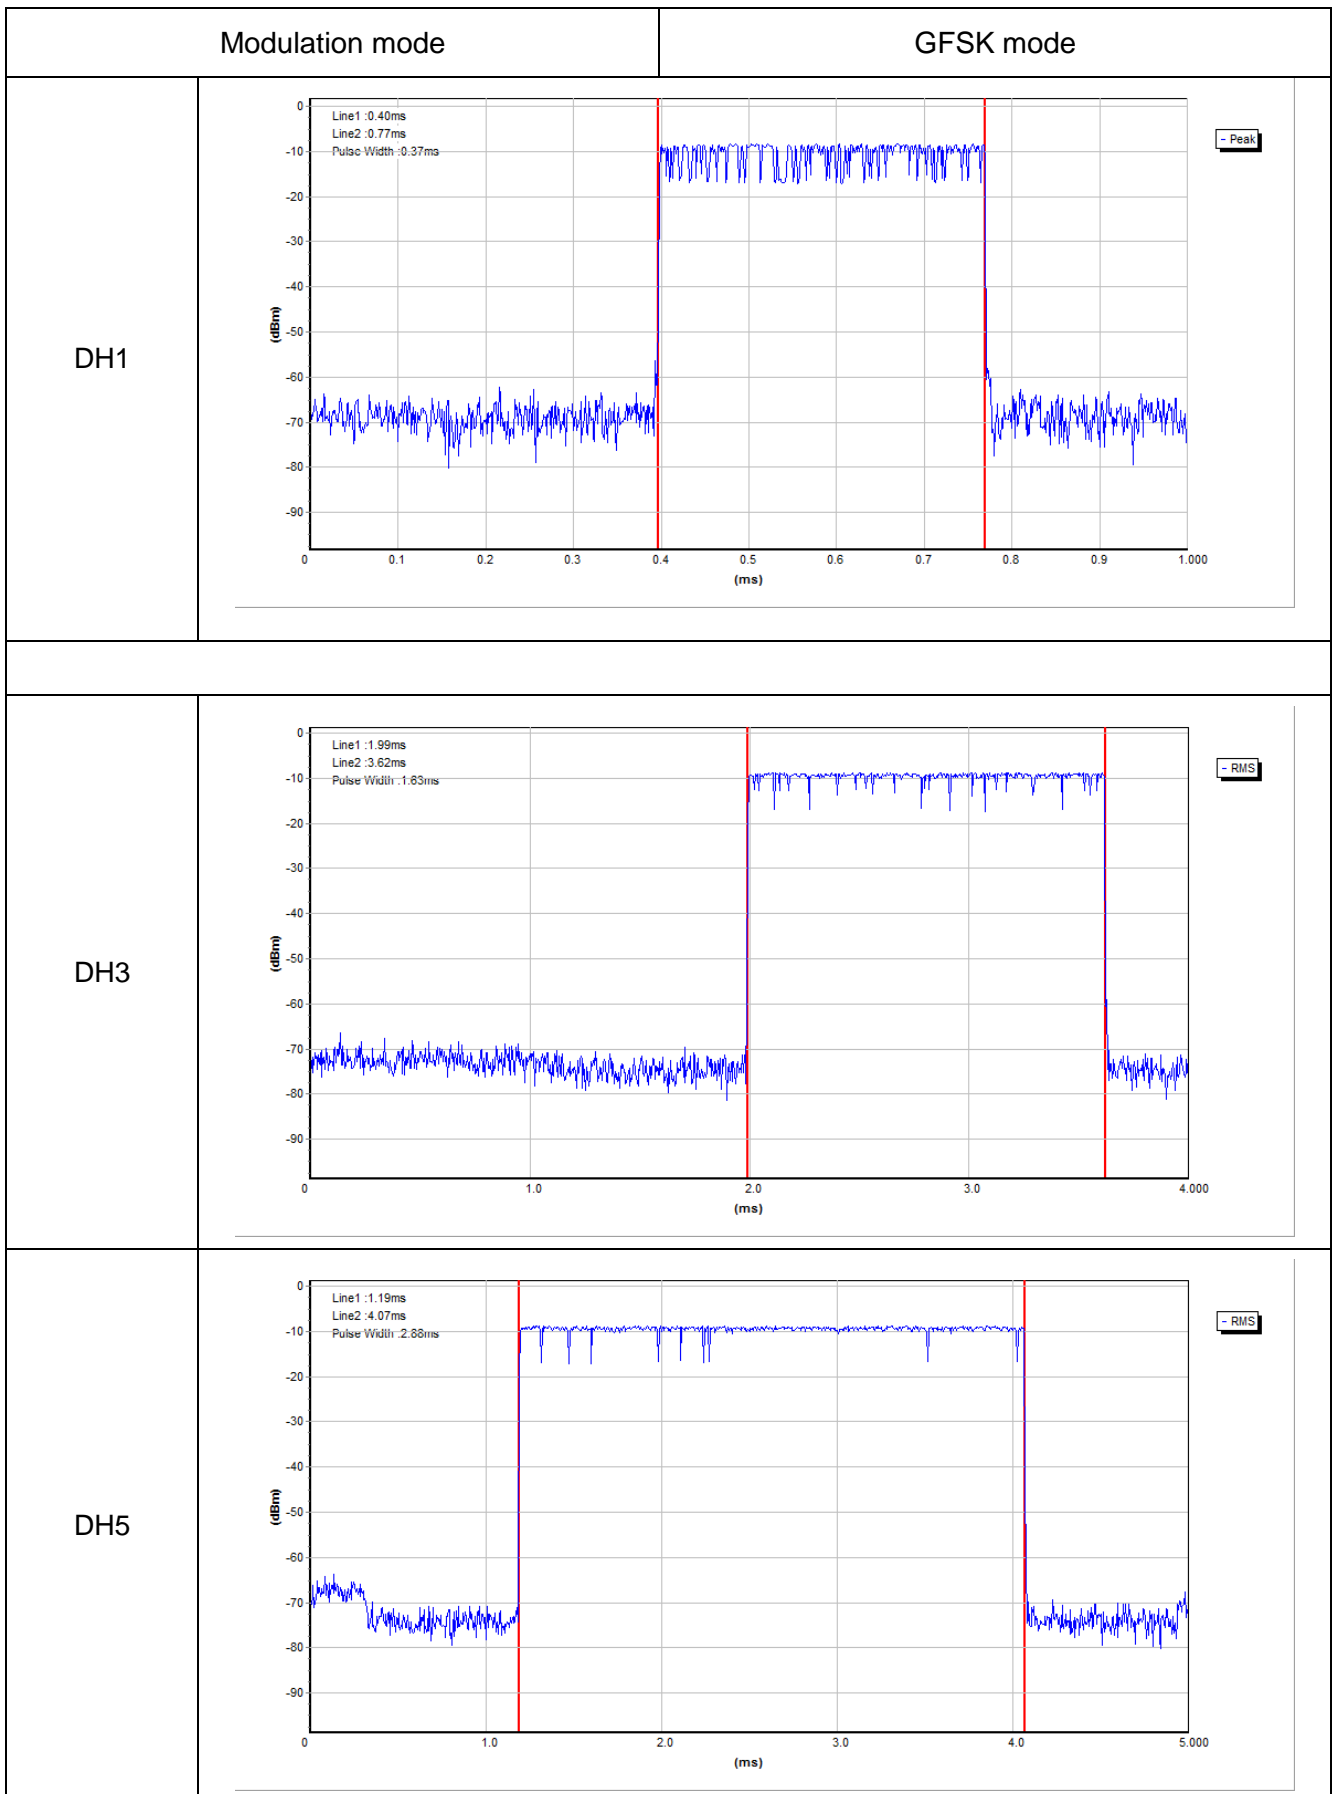 Modulation mode GFSK mode
DH1
Line1 :0.40ms
Line2 :0.77ms
Pulse Width :0.37ms
- Peak
0
-10
-20
-30
-40
-50
-60
-70
-80
-90
(dBm)
0 0.1 0.2 0.3 0.4 0.5 0.6 0.7 0.8 0.9 1.000
(ms)
DH3
Line1 :1.99ms
Line2 :3.62ms
Pulse Width :1.63ms
- RMS
0
-10
-20
-30
-40
-50
-60
-70
-80
-90
(dBm)
0 1.0 2.0 3.0 4.000
(ms)
DH5
Line1 :1.19ms
Line2 :4.07ms
Pulse Width :2.88ms
- RMS
0
-10
-20
-30
-40
-50
-60
-70
-80
-90
(dBm)
0 1.0 2.0 3.0 4.0 5.000
(ms)